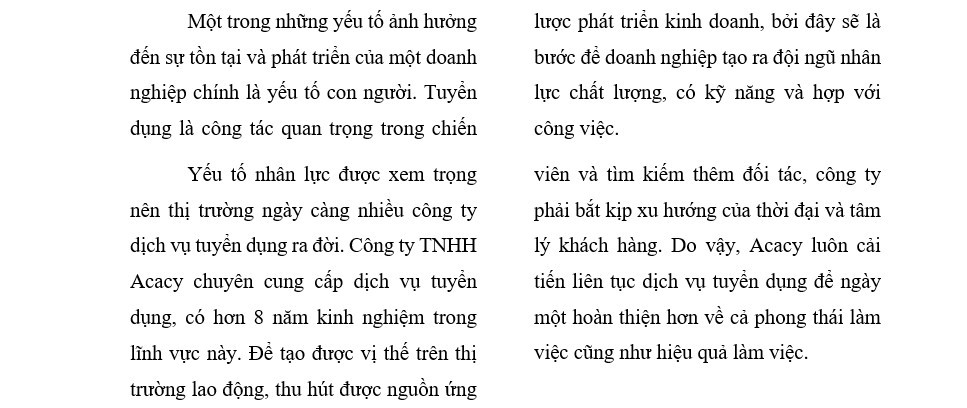 Một trong những yếu tố ảnh hưởng
đến sự tồn tại và phát triển của một doanh
nghiệp chính là yếu tố con người. Tuyển
dụng là công tác quan trọng trong chiến
lược phát triển kinh doanh, bởi đây sẽ là
bước để doanh nghiệp tạo ra đội ngũ nhân
lực chất lượng, có kỹ năng và hợp với
công việc.
Yếu tố nhân lực được xem trọng
nên thị trường ngày càng nhiều công ty
dịch vụ tuyển dụng ra đời. Công ty TNHH
Acacy chuyên cung cấp dịch vụ tuyển
dụng, có hơn 8 năm kinh nghiệm trong
lĩnh vực này. Để tạo được vị thế trên thị
trường lao động, thu hút được nguồn ứng
viên và tìm kiếm thêm đối tác, công ty
phải bắt kịp xu hướng của thời đại và tâm
lý khách hàng. Do vậy, Acacy luôn cải
tiến liên tục dịch vụ tuyển dụng để ngày
một hoàn thiện hơn về cả phong thái làm
việc cũng như hiệu quả làm việc.